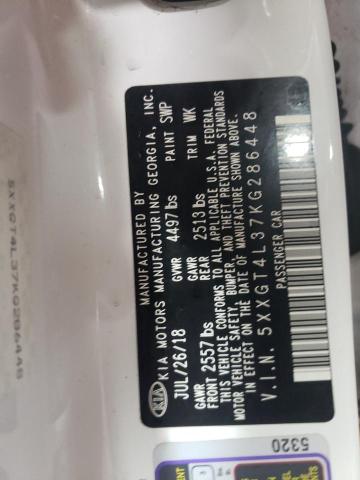 MANUFACTURED BY
KIA KIA MOTORS MANUFACTURING GEORGIA, INC.
JUL/26/18 GVWR 4497 lbs PAINT SWP
GAWR FRONT 2557 lbs GAWR REAR 2513 lbs TRIM WK
THIS VEHICLE CONFORMS TO ALL APPLICABLE U.S.A. FEDERAL
MOTOR VEHICLE SAFETY, BUMPER, AND THEFT PREVENTION STANDARDS
IN EFFECT ON THE DATE OF MANUFACTURE SHOWN ABOVE.
V.I.N. 5XXGT4L37KG286448
PASSENGER CAR
5320
5XXGT4L37KG286448